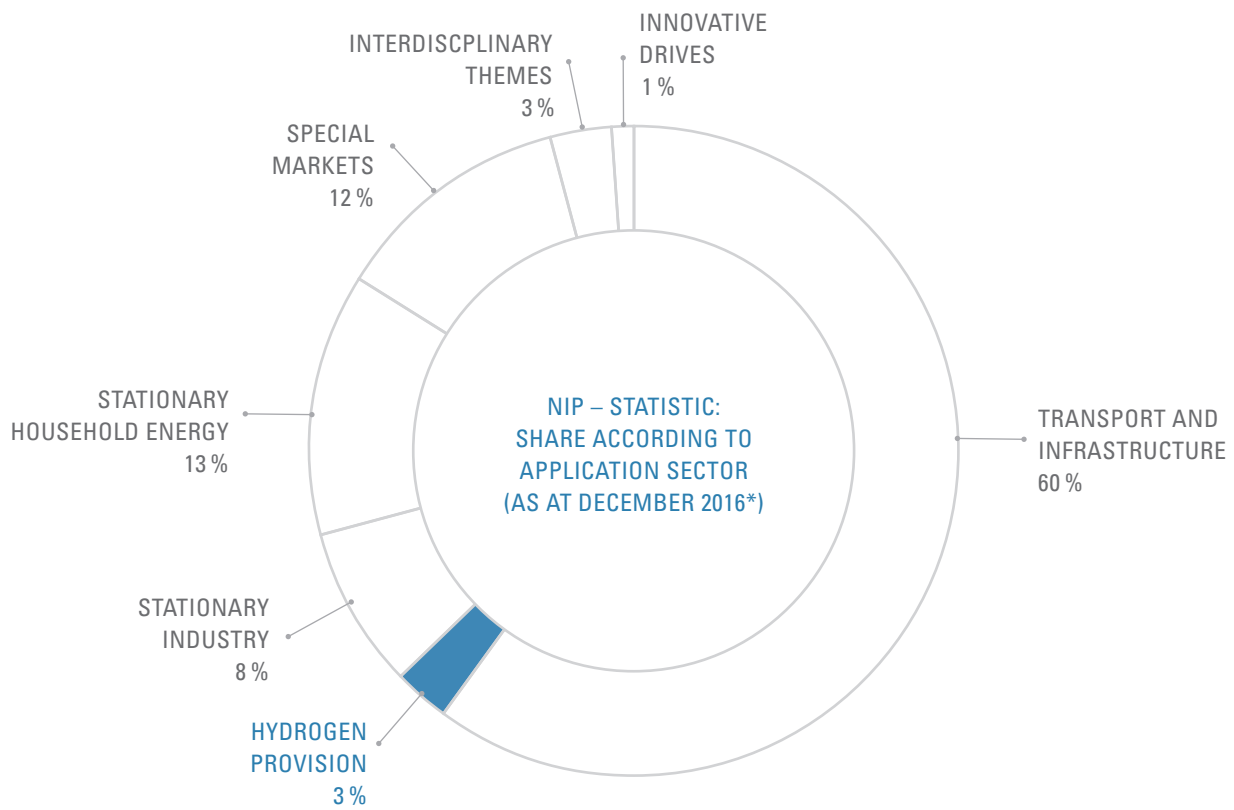 INNOVATIVE
DRIVES
1 %
INTERDISCPLINARY
THEMES
3 %
SPECIAL
MARKETS
12 %
STATIONARY
HOUSEHOLD ENERGY
13 %
NIP – STATISTIC:
SHARE ACCORDING TO
APPLICATION SECTOR
(AS AT DECEMBER 2016*)
TRANSPORT AND
INFRASTRUCTURE
60 %
STATIONARY
INDUSTRY
8 %
HYDROGEN
PROVISION
3 %